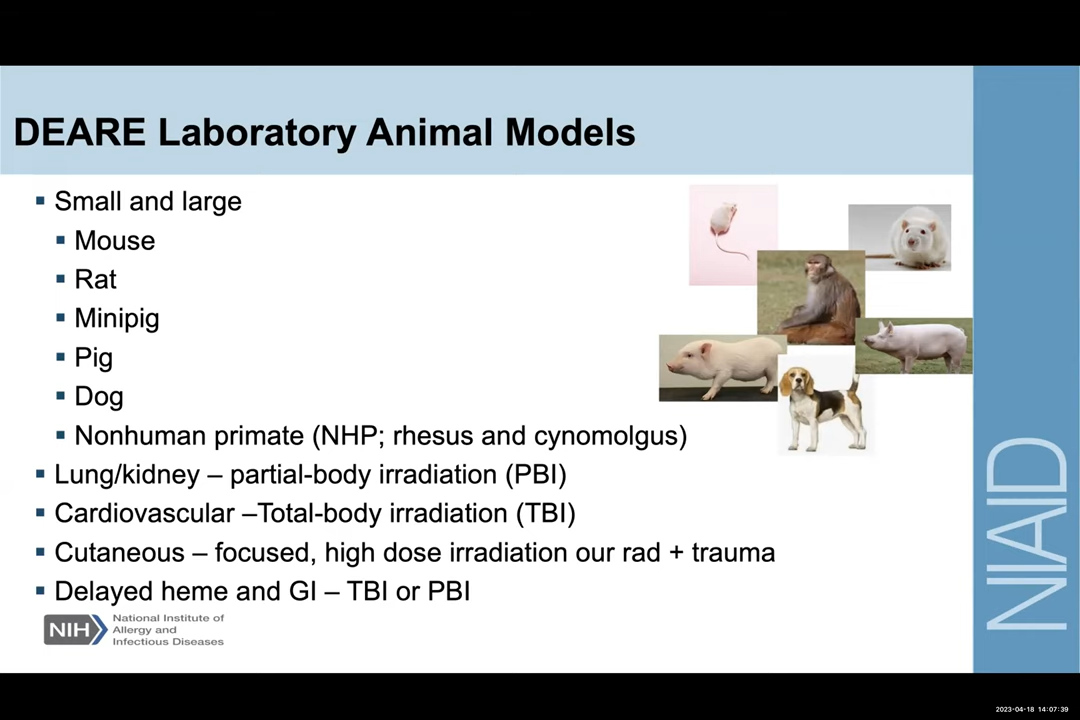 DEARE Laboratory Animal Models
Small and large
Mouse
Rat
Minipig
Pig
Dog
Nonhuman primate (NHP; rhesus and cynomolgus)
Lung/kidney – partial-body irradiation (PBI)
Cardiovascular –Total-body irradiation (TBI)
Cutaneous – focused, high dose irradiation our rad + trauma
Delayed heme and GI – TBI or PBI
NIH
National Institute of
Allergy and
Infectious Diseases
NIAID
2023-04-18 14:07:39